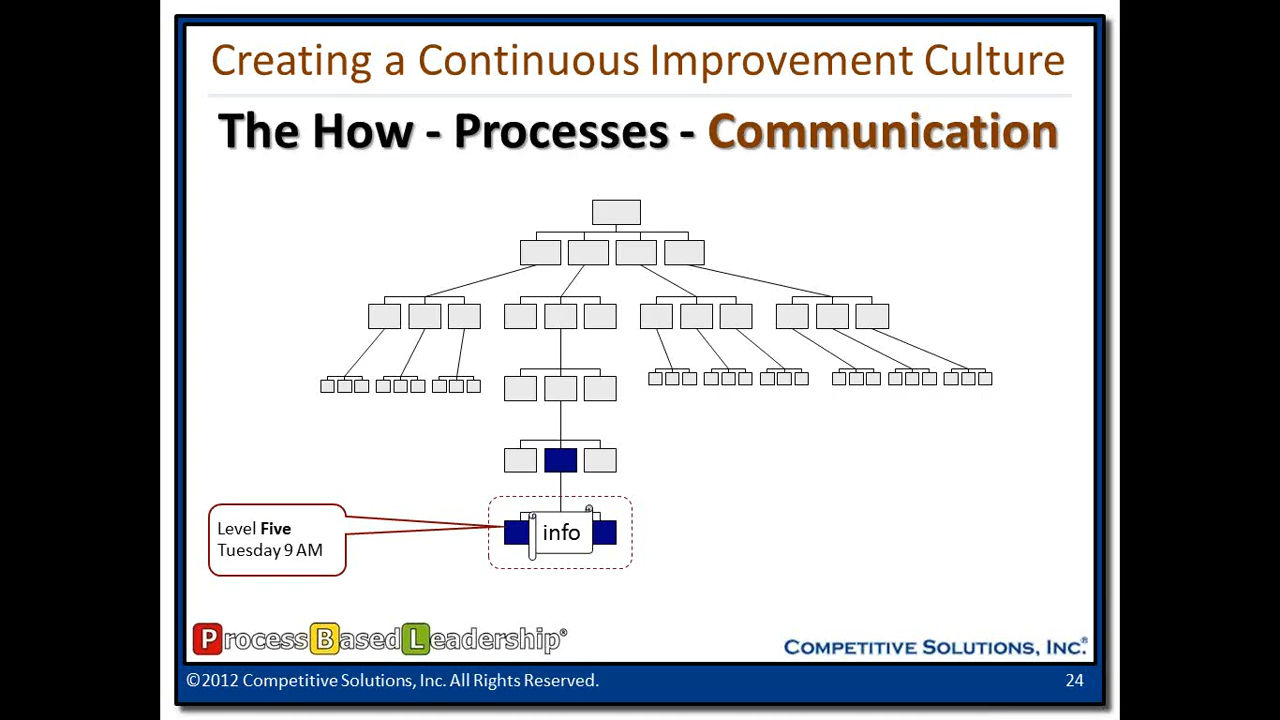 Creating a Continuous Improvement Culture
The How - Processes - Communication
Level Five
Tuesday 9 AM
info
Process Based Leadership®
COMPETITIVE SOLUTIONS, INC.®
©2012 Competitive Solutions, Inc. All Rights Reserved.
24